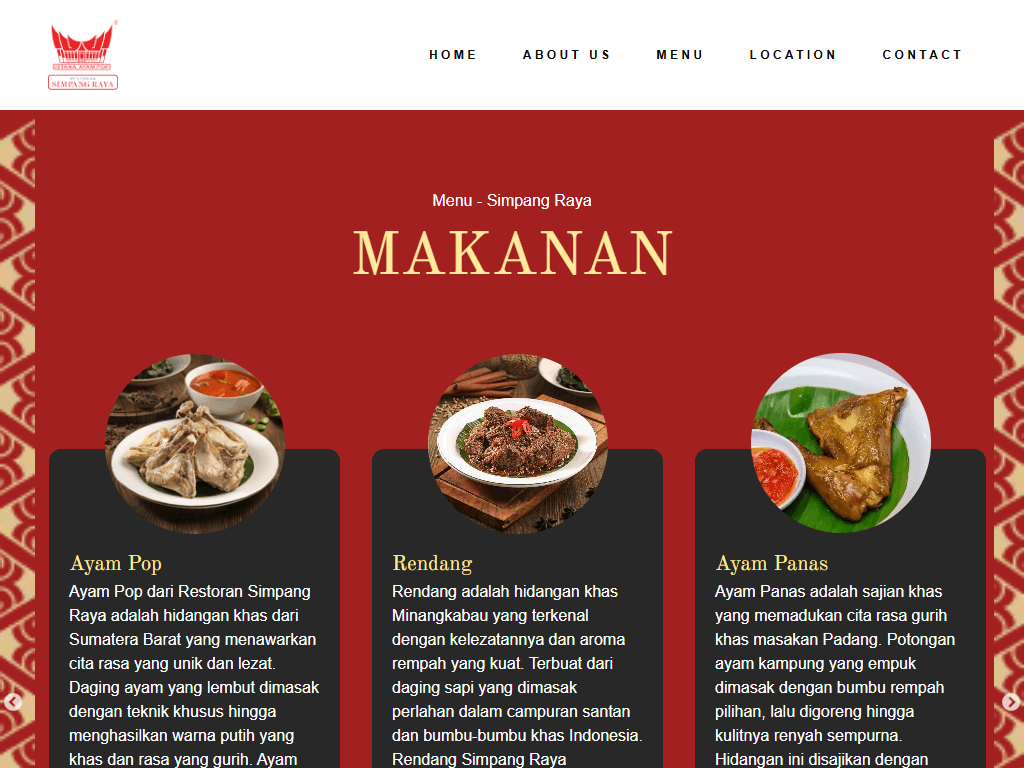 ISTANA AYAM POP
SIMPANG RAYA
HOME
ABOUT US
MENU
LOCATION
CONTACT
Menu - Simpang Raya
MAKANAN
Ayam Pop
Ayam Pop dari Restoran Simpang
Raya adalah hidangan khas dari
Sumatera Barat yang menawarkan
cita rasa yang unik dan lezat.
Daging ayam yang lembut dimasak
dengan teknik khusus hingga
menghasilkan warna putih yang
khas dan rasa yang gurih. Ayam
Rendang
Rendang adalah hidangan khas
Minangkabau yang terkenal
dengan kelezatannya dan aroma
rempah yang kuat. Terbuat dari
daging sapi yang dimasak
perlahan dalam campuran santan
dan bumbu-bumbu khas Indonesia.
Rendang Simpang Raya
Ayam Panas
Ayam Panas adalah sajian khas
yang memadukan cita rasa gurih
khas masakan Padang. Potongan
ayam kampung yang empuk
dimasak dengan bumbu rempah
pilihan, lalu digoreng hingga
kulitnya renyah sempurna.
Hidangan ini disajikan dengan